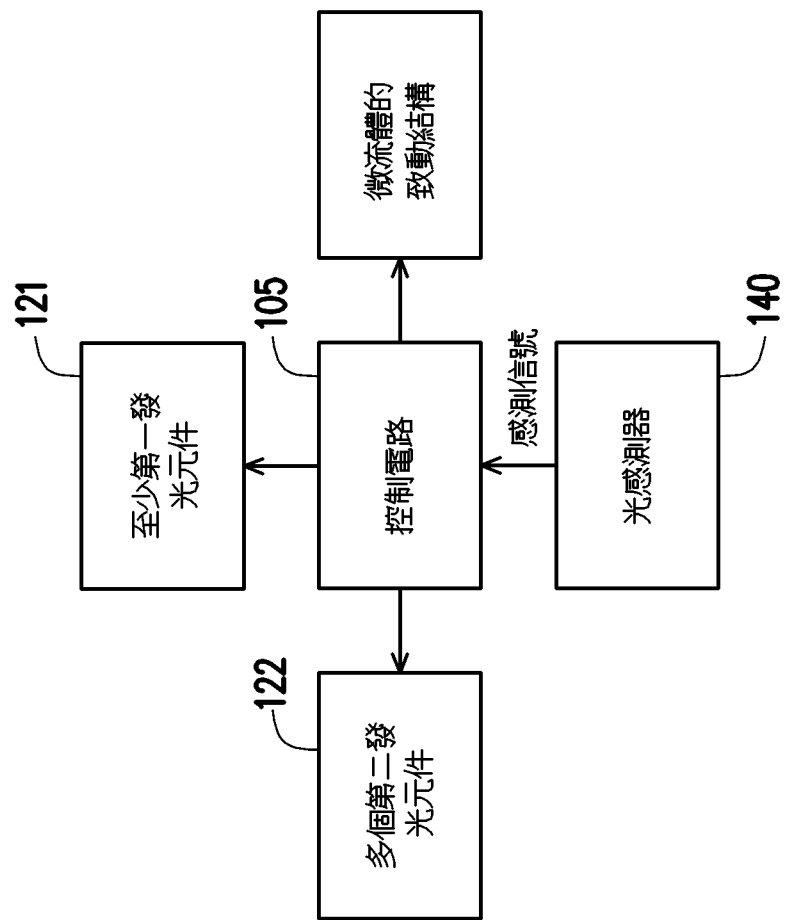 121
至少第一發
光元件
122
多個第二發
光元件
105
控制電路
微流體的
致動結構
感測信號
140
光感測器